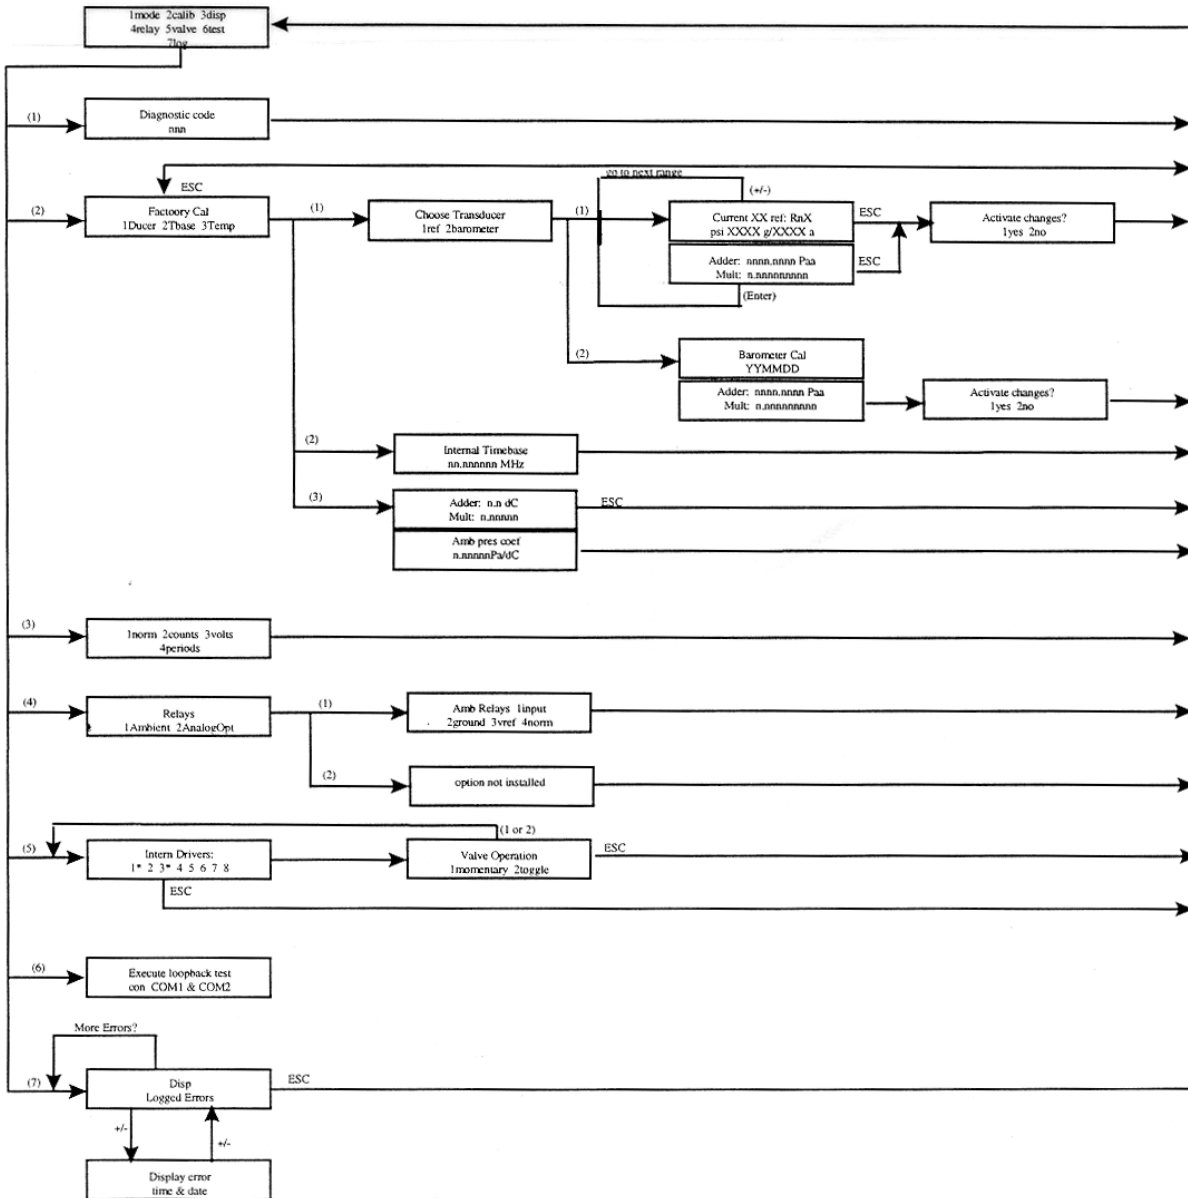 1mode 2calib 3disp
4relay 5valve 6test
7log
(1)
Diagnostic code
nnn
ESC
(2)
Factoory Cal
1Ducer 2Tbase 3Temp
(1)
Choose Transducer
1ref 2barometer
(1)
go to next range
(+/-)
Current XX ref: RnX
psi XXXX g/XXXX a
ESC
Adder: nnnn.nnnn Paa
Mult: n.nnnnnnnnn
ESC
(Enter)
Activate changes?
1yes 2no
(2)
Barometer Cal
YYMMDD
Adder: nnnn.nnnn Paa
Mult: n.nnnnnnnnn
Activate changes?
1yes 2no
(2)
Internal Timebase
nn.nnnnnn MHz
(3)
Adder: n.n dC
Mult: n.nnnnn
ESC
Amb pres coef
n.nnnnnPa/dC
(3)
1norm 2counts 3volts
4periods
(4)
Relays
1Ambient 2AnalogOpt
(1)
Amb Relays 1input
2ground 3vref 4norm
(2)
option not installed
(5)
Intern Drivers:
1* 2 3* 4 5 6 7 8
(1 or 2)
Valve Operation
1momentary 2toggle
ESC
ESC
(6)
Execute loopback test
con COM1 & COM2
More Errors?
(7)
Disp
Logged Errors
ESC
+/-
+/-
Display error
time & date